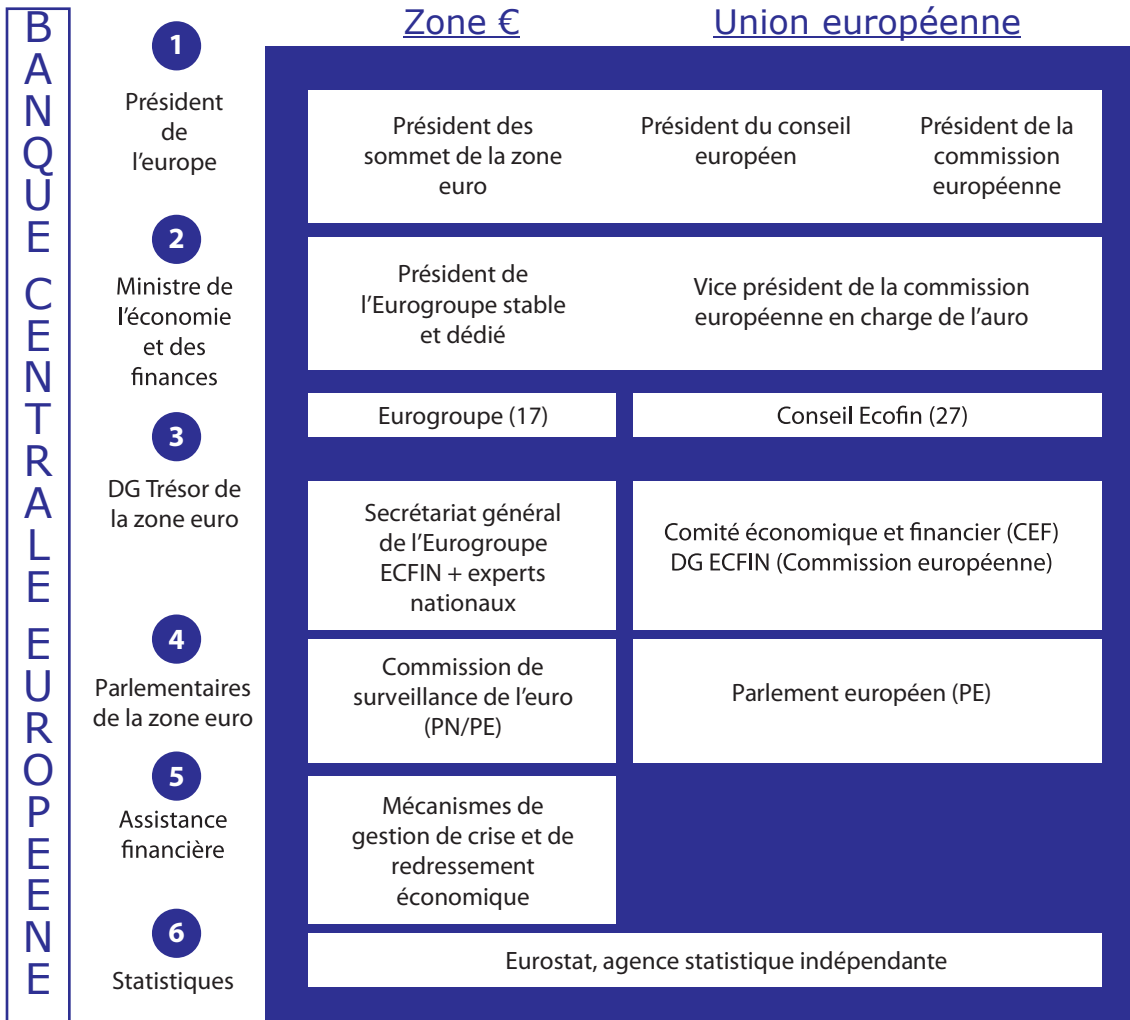 BANQUE CENTRALE EUROPEENE
Zone €
Union européenne
1
Président
de
l'europe
Président des
sommet de la zone
euro
Président du conseil
européen
Président de la
commission
européenne
2
Ministre de
l'économie
et des
finances
Président de
l'Eurogroupe stable
et dédié
Vice président de la commission
européenne en charge de l'auro
3
DG Trésor de
la zone euro
Eurogroupe (17)
Conseil Ecofin (27)
Secrétariat général
de l'Eurogroupe
ECFIN + experts
nationaux
Comité économique et financier (CEF)
DG ECFIN (Commission européenne)
4
Parlementaires
de la zone euro
Commission de
surveillance de l'euro
(PN/PE)
Parlement européen (PE)
5
Assistance
financière
Mécanismes de
gestion de crise et de
redressement
économique
6
Statistiques
Eurostat, agence statistique indépendante